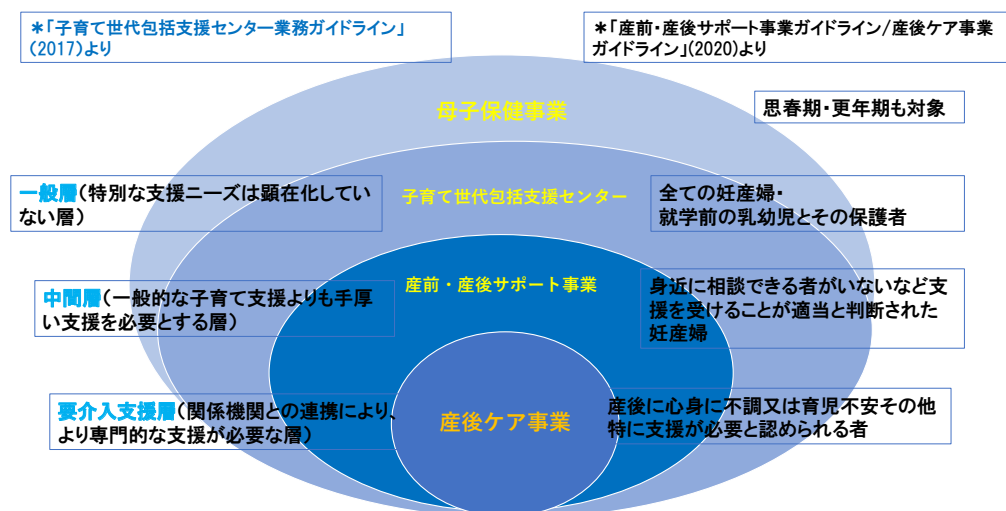 ＊「子育て世代包括支援センター業務ガイドライン」
(2017)より
＊「産前・産後サポート事業ガイドライン/産後ケア事業
ガイドライン」(2020)より
母子保健事業
思春期・更年期も対象
一般層(特別な支援ニーズは顕在化してい
ない層)
子育て世代包括支援センター
全ての妊産婦・
就学前の乳幼児とその保護者
中間層(一般的な子育て支援よりも手厚
い支援を必要とする層)
産前・産後サポート事業
身近に相談できる者がいないなど支
援を受けることが適当と判断された
妊産婦
要介入支援層(関係機関との連携により、
より専門的な支援が必要な層)
産後ケア事業
産後に心身に不調又は育児不安その他
特に支援が必要と認められる者